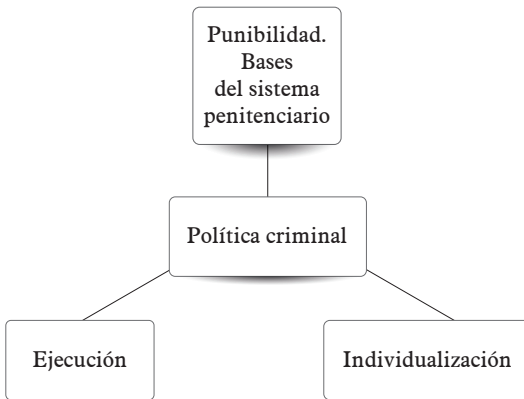 Punibilidad.
Bases
del sistema
penitenciario
Política criminal
Ejecución
Individualización